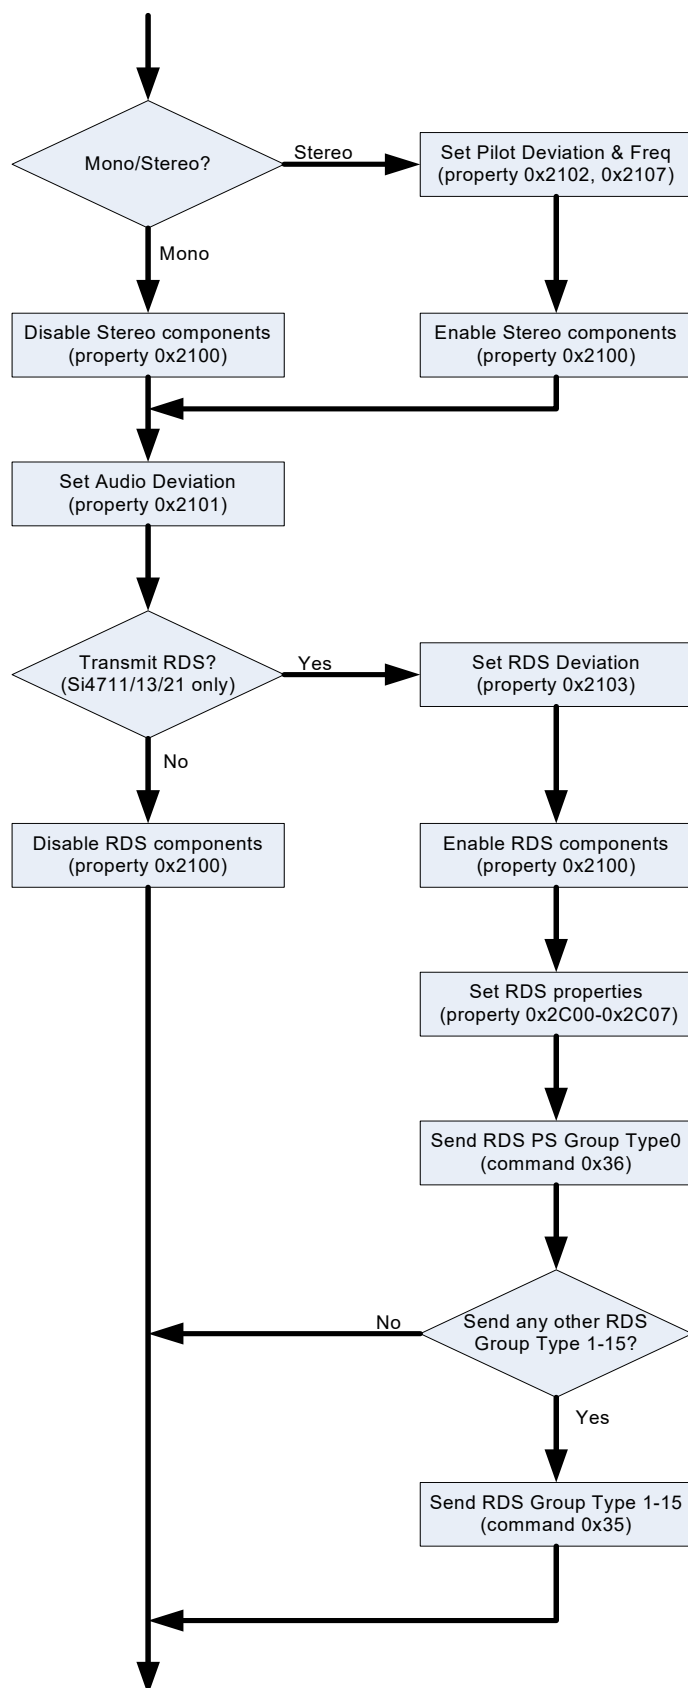 Mono/Stereo?
Stereo
Set Pilot Deviation & Freq
(property 0x2102, 0x2107)
Mono
Disable Stereo components
(property 0x2100)
Enable Stereo components
(property 0x2100)
Set Audio Deviation
(property 0x2101)
Transmit RDS?
(Si4711/13/21 only)
Yes
Set RDS Deviation
(property 0x2103)
No
Disable RDS components
(property 0x2100)
Enable RDS components
(property 0x2100)
Set RDS properties
(property 0x2C00-0x2C07)
Send RDS PS Group Type0
(command 0x36)
No
Send any other RDS
Group Type 1-15?
Yes
Send RDS Group Type 1-15
(command 0x35)